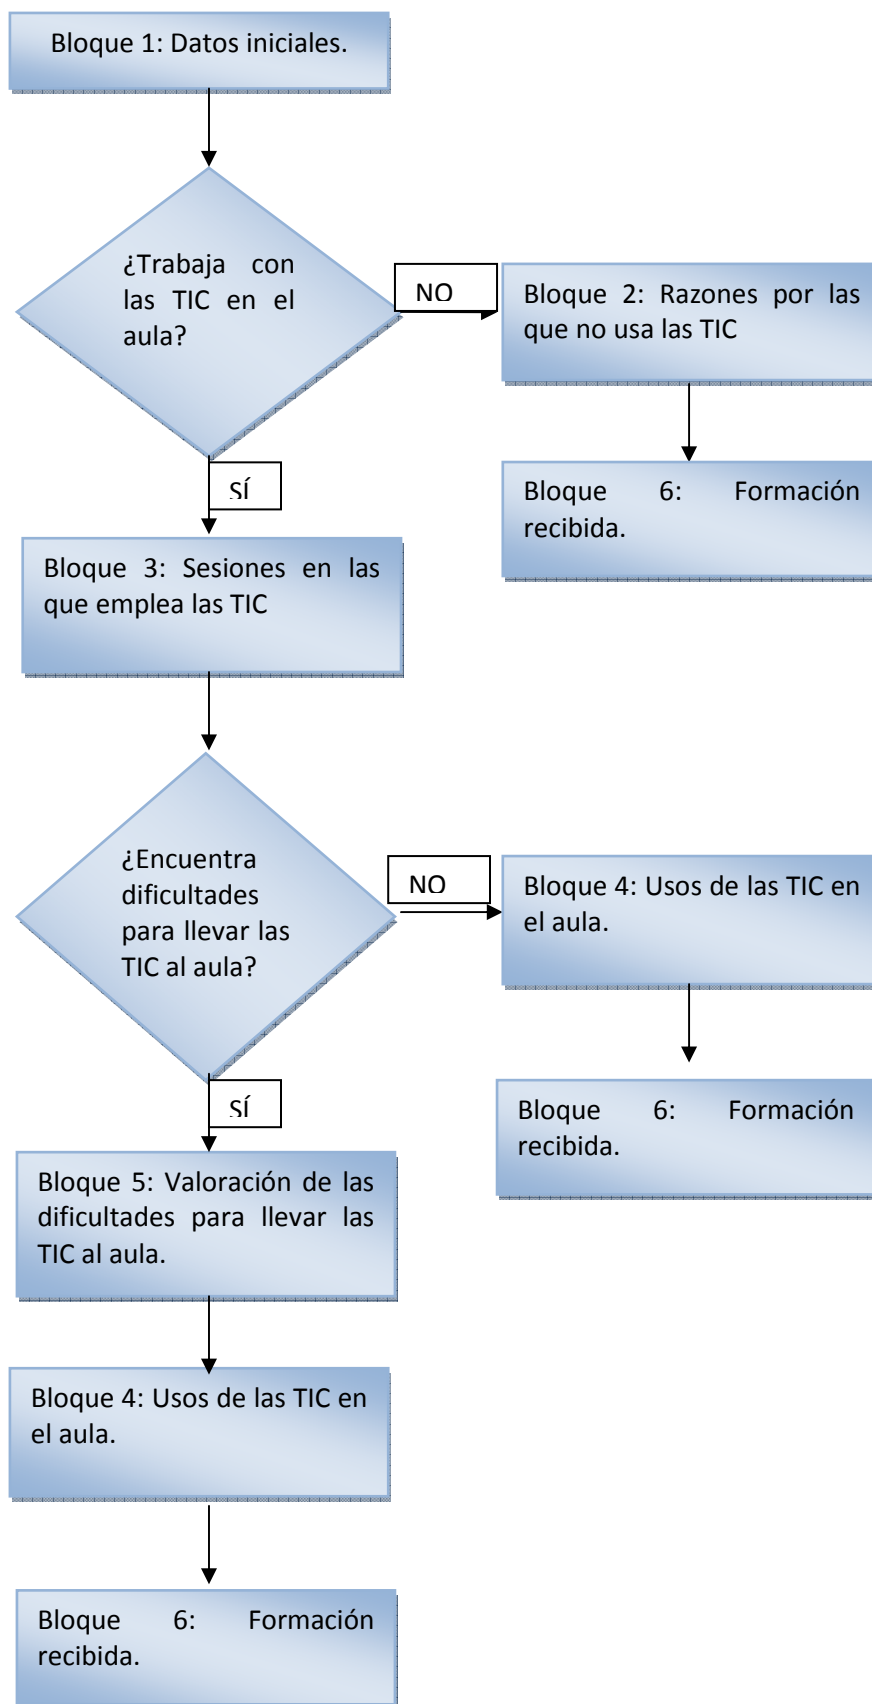 Bloque 1: Datos iniciales.
¿Trabaja con
las TIC en el
aula?
NO
Bloque 2: Razones por las
que no usa las TIC
Bloque 6: Formación
recibida.
SÍ
Bloque 3: Sesiones en las
que emplea las TIC
¿Encuentra
dificultades
para llevar las
TIC al aula?
NO
Bloque 4: Usos de las TIC en
el aula.
Bloque 6: Formación
recibida.
SÍ
Bloque 5: Valoración de las
dificultades para llevar las
TIC al aula.
Bloque 4: Usos de las TIC en
el aula.
Bloque 6: Formación
recibida.